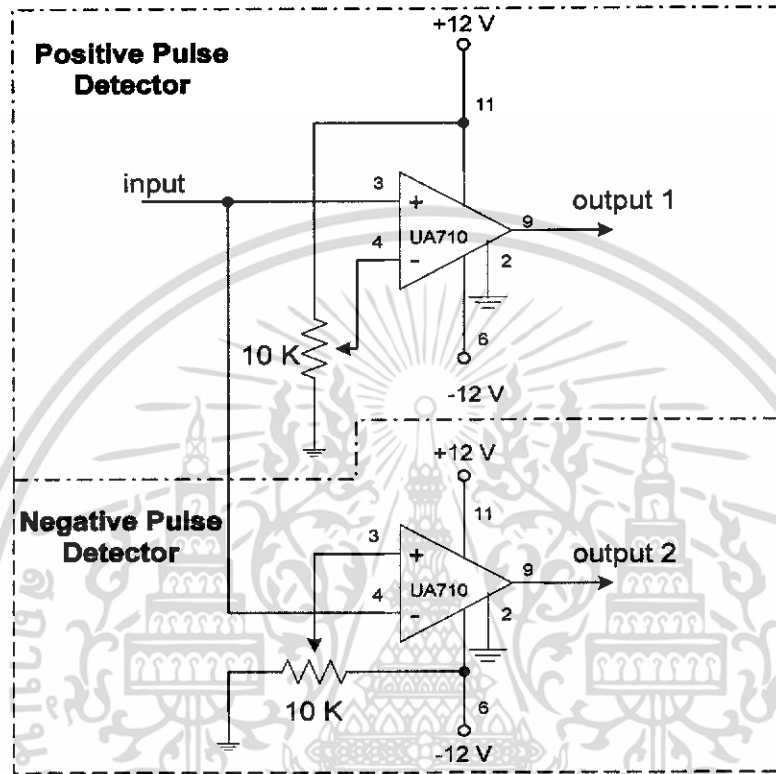 Positive Pulse
Detector
+12 V
11
input
3
+
UA710
4
-
9
output 1
2
10 K
6
-12 V
Negative Pulse
Detector
+12 V
11
3
+
UA710
4
-
9
output 2
2
10 K
6
-12 V